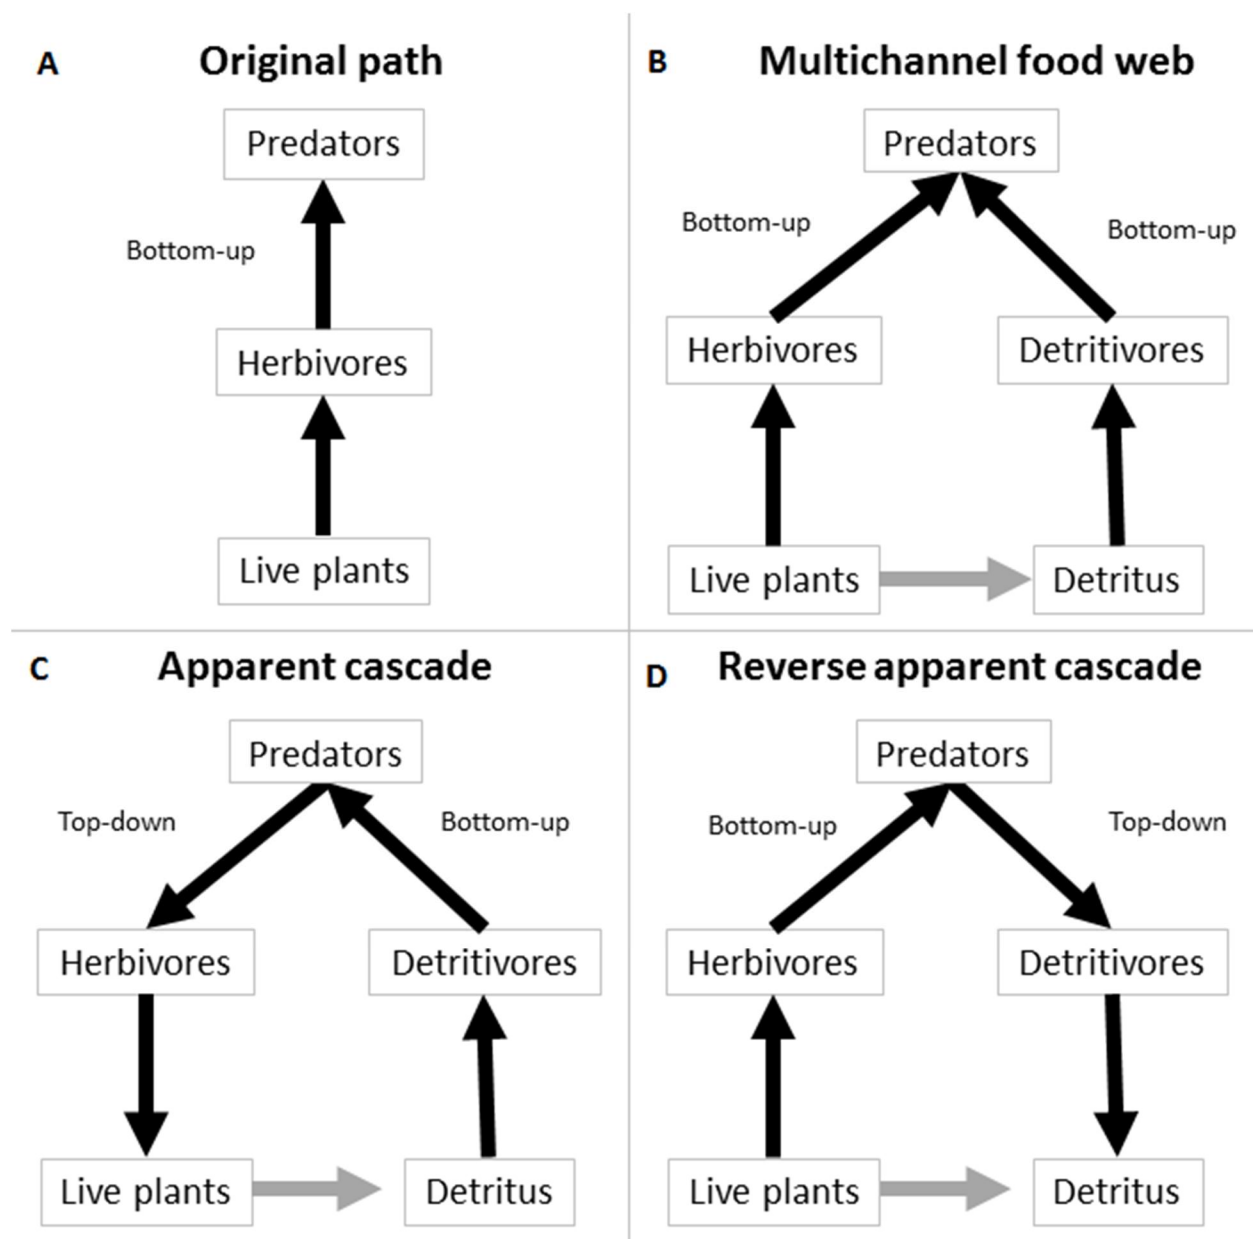 A
Original path
Predators
Bottom-up
Herbivores
Live plants
B
Multichannel food web
Predators
Bottom-up
Bottom-up
Herbivores
Detritivores
Live plants
Detritus
C
Apparent cascade
Predators
Top-down
Bottom-up
Herbivores
Detritivores
Live plants
Detritus
D
Reverse apparent cascade
Predators
Bottom-up
Top-down
Herbivores
Detritivores
Live plants
Detritus